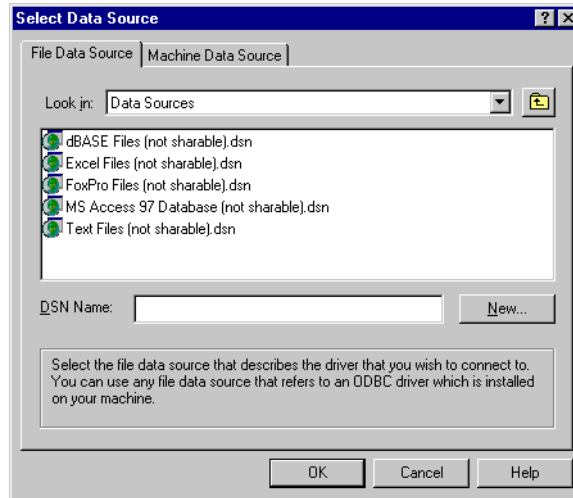 Select Data Source
File Data Source Machine Data Source
Look in: Data Sources
dBASE Files (not sharable).dsn
Excel Files (not sharable).dsn
FoxPro Files (not sharable).dsn
MS Access 97 Database (not sharable).dsn
Text Files (not sharable).dsn
DSN Name: New...
Select the file data source that describes the driver that you wish to connect to.
You can use any file data source that refers to an ODBC driver which is installed
on your machine.
OK Cancel Help